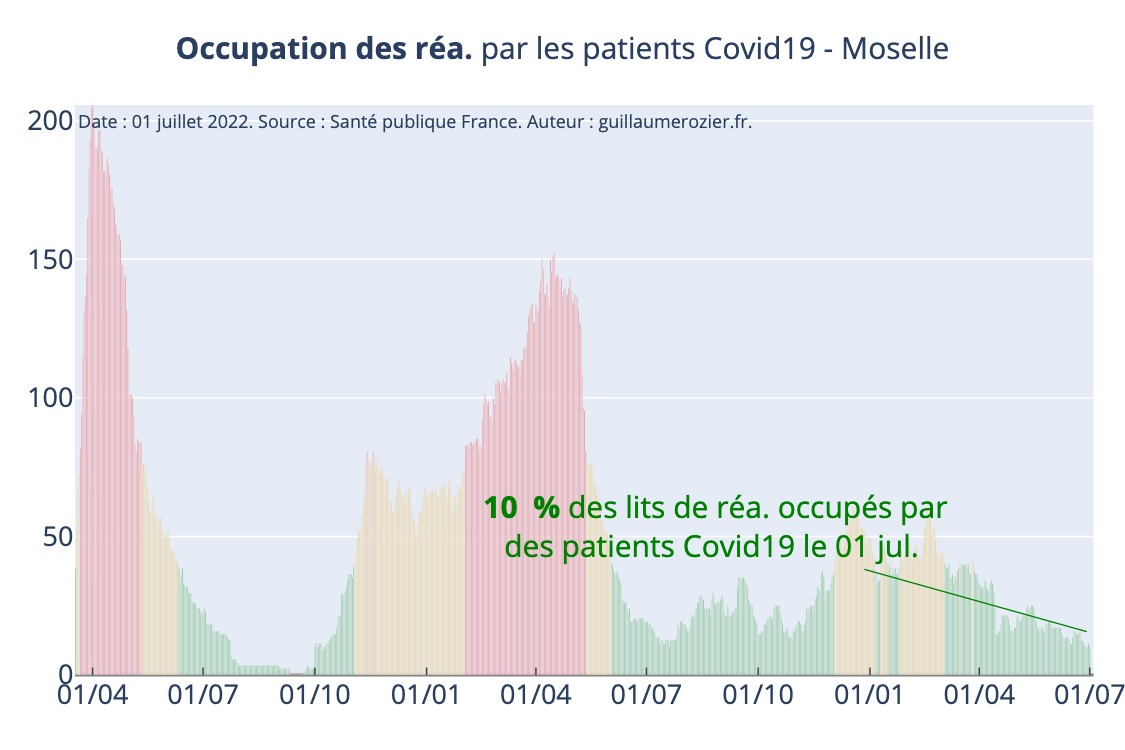 Occupation des réa. par les patients Covid19 - Moselle
200
Date : 01 juillet 2022. Source : Santé publique France. Auteur : guillaumerozier.fr.
150
100
10 % des lits de réa. occupés par
50
des patients Covid19 le 01 jul.
0
01/04 01/07 01/10 01/01 01/04 01/07 01/10 01/01 01/04 01/07